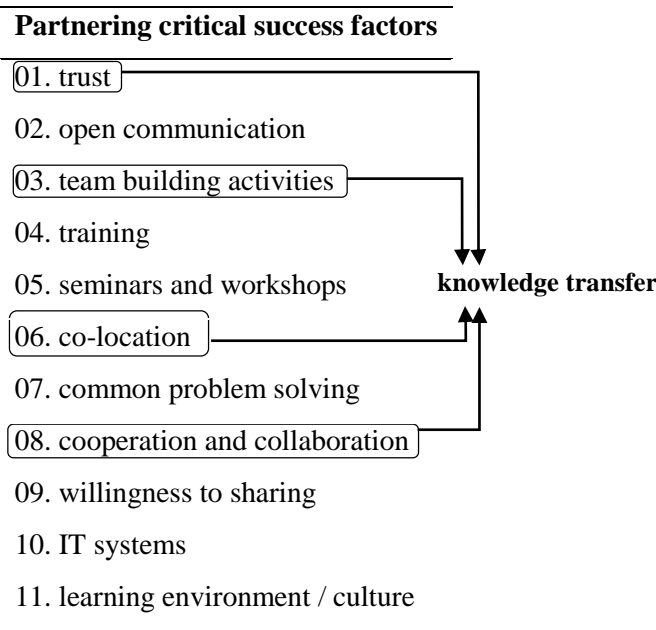 Partnering critical success factors
01. trust
02. open communication
03. team building activities
04. training
05. seminars and workshops
knowledge transfer
06. co-location
07. common problem solving
08. cooperation and collaboration
09. willingness to sharing
10. IT systems
11. learning environment / culture